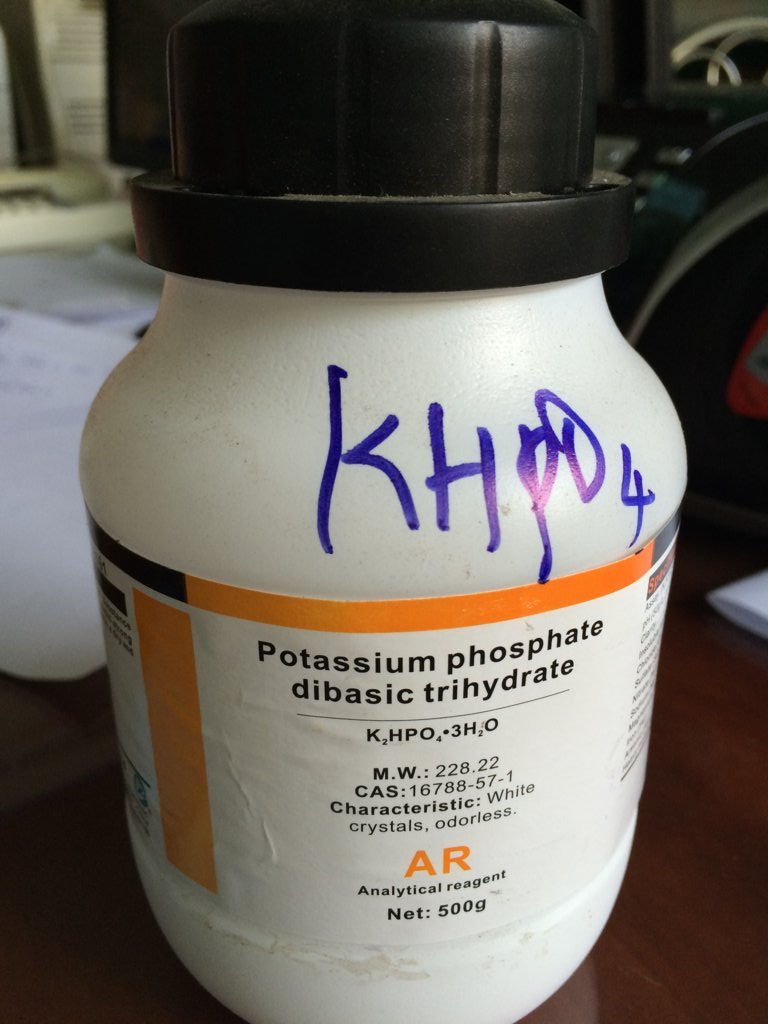 KHPO4
Potassium phosphate
dibasic trihydrate
K₂HPO₄•3H₂O
M.W.: 228.22
CAS:16788-57-1
Characteristic: White
crystals, odorless.
AR
Analytical reagent
Net: 500g